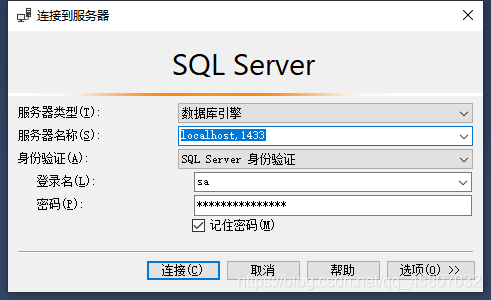 连接到服务器
SQL Server
服务器类型(T): 数据库引擎
服务器名称(S): localhost,1433
身份验证(A): SQL Server 身份验证
登录名(L): sa
密码(P): ***************
记住密码(M)
连接(C) 取消 帮助 选项(O) >>
https://blog.csdn.net/qq_45807032